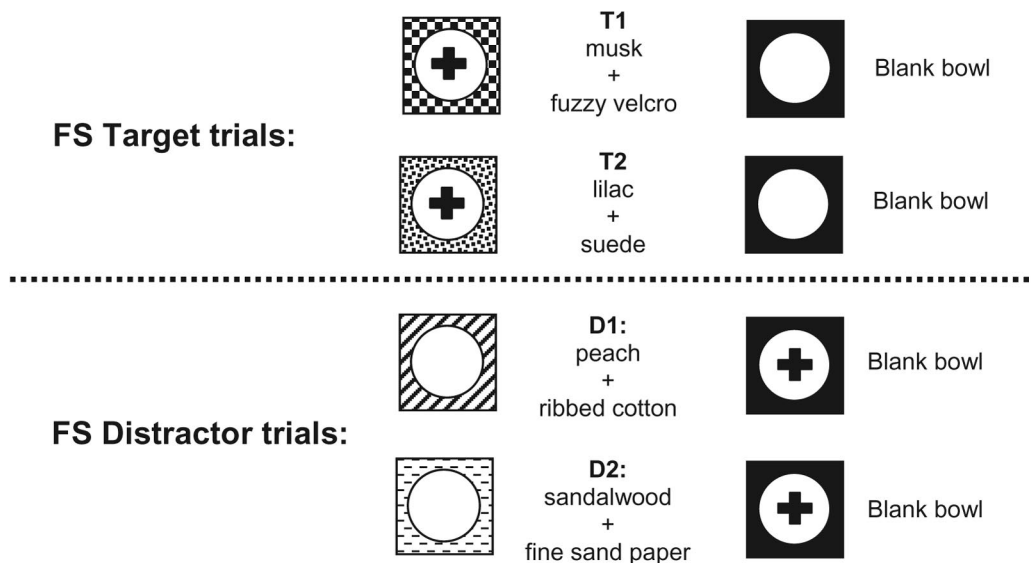 T1
musk
+
fuzzy velcro
Blank bowl
FS Target trials:
T2
lilac
+
suede
Blank bowl
D1:
peach
+
ribbed cotton
Blank bowl
FS Distractor trials:
D2:
sandalwood
+
fine sand paper
Blank bowl